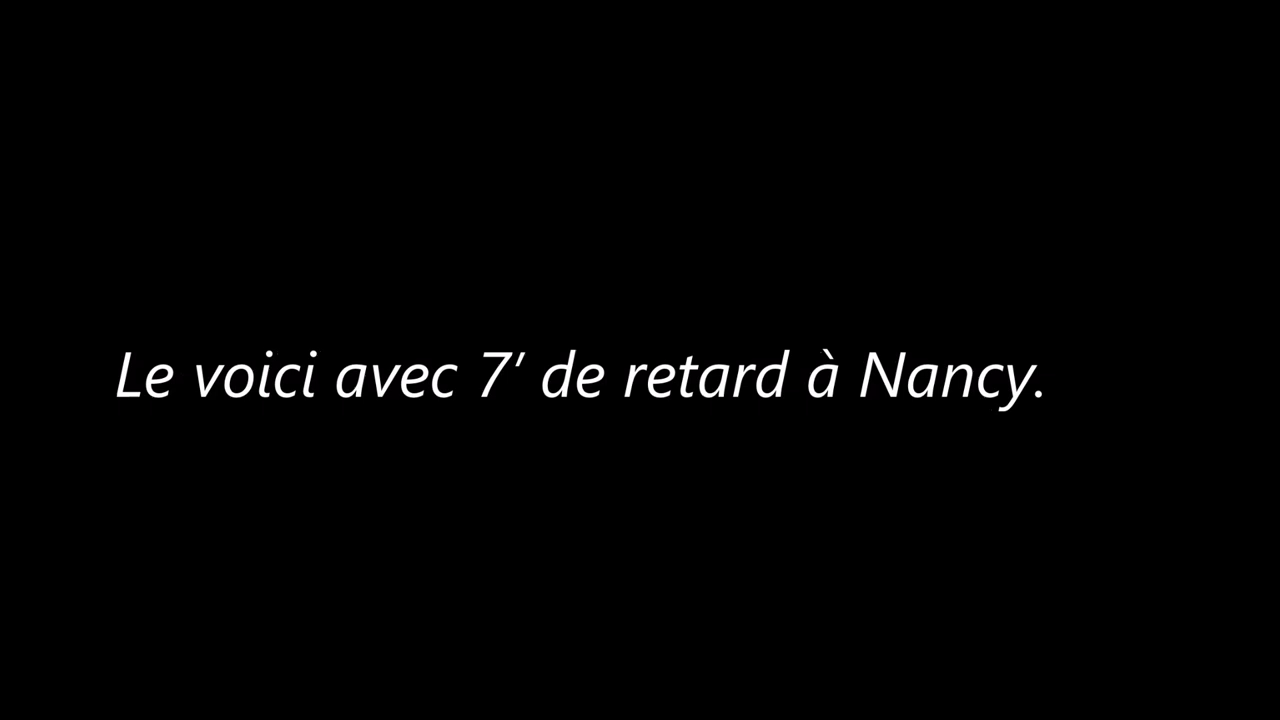 Le voici avec 7’ de retard à Nancy.